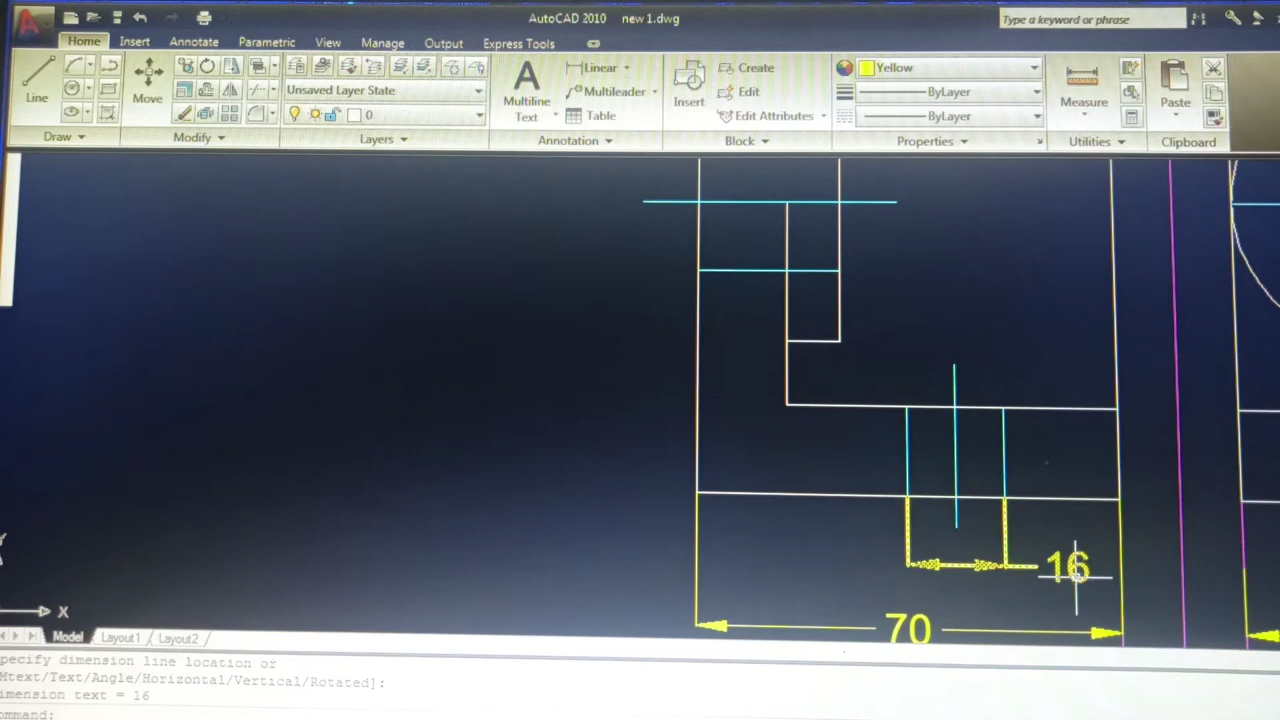 AutoCAD 2010 new 1.dwg
Type a keyword or phrase
Home Insert Annotate Parametric View Manage Output Express Tools
Line
Move
Unsaved Layer State
0
A
Multiline
Text
Linear
Multileader
Table
Insert
Create
Edit
Edit Attributes
Yellow
ByLayer
ByLayer
Measure
Paste
Draw Modify Layers Annotation Block Properties Utilities Clipboard
16
70
Y
X
Model Layout1 Layout2
pecify dimension line location or
Mtext/Text/Angle/Horizontal/Vertical/Rotated]:
imension text = 16
ommand: